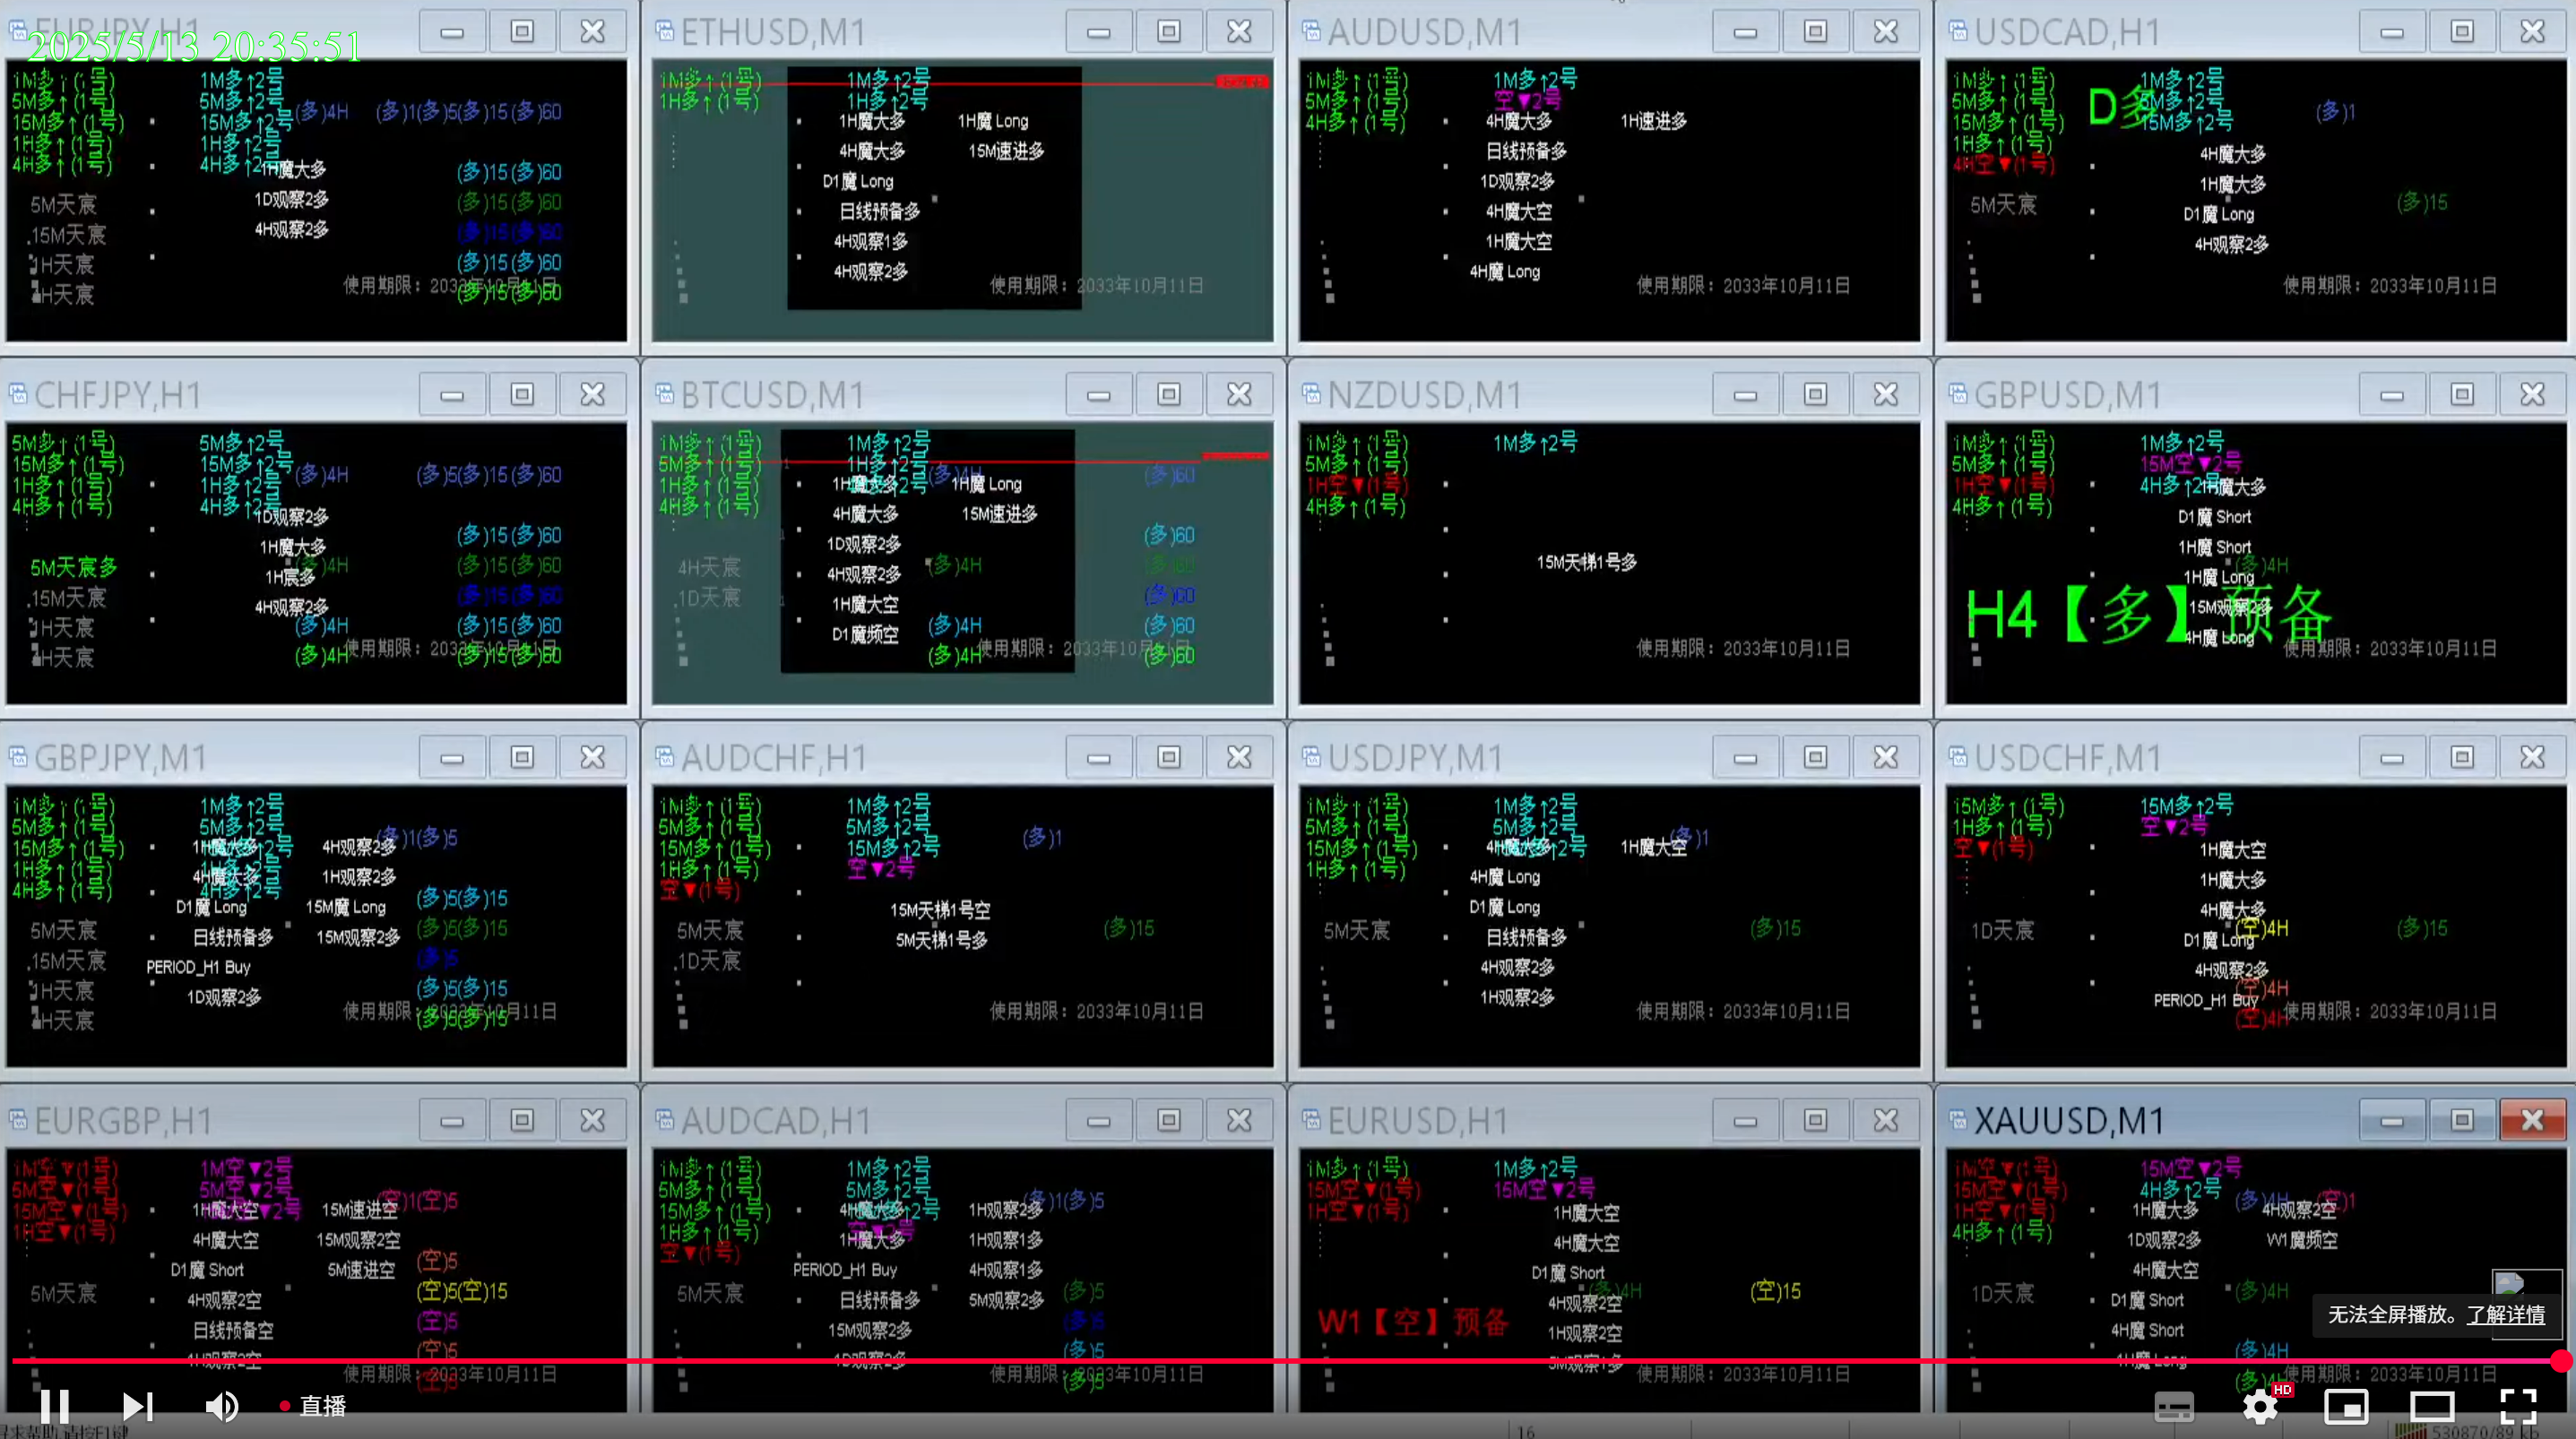 EURJPY,H1
2025/5/13 20:35:51
1M多↑(1号) 1M多↑2号
5M多↑(1号) 5M多↑2号
15M多↑(1号) 15M多↑2号 (多)4H (多)1(多)5(多)15(多)60
1H多↑(1号) 1H多↑2号
4H多↑(1号) 4H多↑2号
1H魔大多 (多)15(多)60
5M天宸 1D观察2多 (多)15(多)60
15M天宸 4H观察2多 (多)15(多)60
1H天宸 (多)15(多)60
4H天宸 使用期限：2033年10月11日 (多)15(多)60
ETHUSD,M1
1M多↑(1号) 1M多↑2号
1H多↑(1号) 1H多↑2号
1H魔大多 1H魔 Long
4H魔大多 15M速进多
D1魔 Long
日线预备多
4H观察1多
4H观察2多
使用期限：2033年10月11日
AUDUSD,M1
1M多↑(1号) 1M多↑2号
5M多↑(1号) 空▼2号
4H多↑(1号) 4H魔大多 1H速进多
日线预备多
1D观察2多
4H魔大空
1H魔大空
4H魔 Long
使用期限：2033年10月11日
USDCAD,H1
1M多↑(1号) 1M多↑2号
5M多↑(1号) D多 5M多↑2号 (多)1
15M多↑(1号) 15M多↑2号
1H多↑(1号) 4H魔大多
4H空▼(1号)
1H魔大多
5M天宸 D1魔 Long (多)15
4H观察2多
使用期限：2033年10月11日
CHFJPY,H1
5M多↑(1号) 5M多↑2号
15M多↑(1号) 15M多↑2号 (多)4H (多)5(多)15(多)60
1H多↑(1号) 1H多↑2号
4H多↑(1号) 4H多↑2号
1D观察2多 (多)15(多)60
1H魔大多
5M天宸多 (多)4H (多)15(多)60
1H宸多
15M天宸 4H观察2多 (多)15(多)60
1H天宸 (多)4H (多)15(多)60
4H天宸 (多)4H 使用期限：2033年10月11日 (多)15(多)60
BTCUSD,M1
1M多↑(1号) 1M多↑2号
5M多↑(1号) 1H多↑2号 (多)4H (多)60
1H多↑(1号) 1H魔大多 1H魔 Long
4H多↑(1号) 4H魔大多 15M速进多
1D观察2多 (多)60
4H天宸 4H观察2多 (多)4H (多)60
1D天宸 1H魔大空 (多)60
D1魔频空 (多)4H (多)60
(多)4H 使用期限：2033年10月11日 (多)60
NZDUSD,M1
1M多↑(1号) 1M多↑2号
5M多↑(1号)
1H空▼(1号)
4H多↑(1号)
15M天梯1号多
使用期限：2033年10月11日
GBPUSD,M1
1M多↑(1号) 1M多↑2号
5M多↑(1号) 15M空▼2号
1H空▼(1号) 4H多↑2号 1H魔大多
4H多↑(1号) D1魔 Short
1H魔 Short
(多)4H
1H魔 Long
H4【多】预备 15M观察2多
4H魔 Long
使用期限：2033年10月11日
GBPJPY,M1
1M多↑(1号) 1M多↑2号
5M多↑(1号) 5M多↑2号 (多)1(多)5
15M多↑(1号) 15M多↑2号 1H魔大多 4H观察2多
1H多↑(1号) 1H多↑2号 4H魔大多 1H观察2多
4H多↑(1号) 4H多↑2号 (多)5(多)15
D1魔 Long 15M魔 Long
5M天宸 日线预备多 15M观察2多 (多)5(多)15
15M天宸 PERIOD_H1 Buy (多)5
1H天宸 1D观察2多 (多)5(多)15
4H天宸 使用期限：2033年10月11日 (多)5(多)15
AUDCHF,H1
1M多↑(1号) 1M多↑2号
5M多↑(1号) 5M多↑2号 (多)1
15M多↑(1号) 15M多↑2号
1H多↑(1号) 空▼2号
空▼(1号)
15M天梯1号空
5M天宸 5M天梯1号多 (多)15
1D天宸
使用期限：2033年10月11日
USDJPY,M1
1M多↑(1号) 1M多↑2号
5M多↑(1号) 5M多↑2号 (多)1
15M多↑(1号) 15M多↑2号 4H魔大多 1H魔大空
1H多↑(1号) 4H魔 Long
D1魔 Long
5M天宸 日线预备多 (多)15
4H观察2多
1H观察2多
使用期限：2033年10月11日
USDCHF,M1
15M多↑(1号) 15M多↑2号
1H多↑(1号) 空▼2号
空▼(1号) 1H魔大空
1H魔大多
4H魔大多
1D天宸 D1魔 Long (空)4H (多)15
4H观察2多
PERIOD_H1 Buy (空)4H
(空)4H 使用期限：2033年10月11日
EURGBP,H1
1M空▼(1号) 1M空▼2号
5M空▼(1号) 5M空▼2号 (空)1(空)5
15M空▼(1号) 15M空▼2号 1H魔大空 15M速进空
1H空▼(1号) 4H魔大空 15M观察2空
D1魔 Short 5M速进空 (空)5
5M天宸 4H观察2空 (空)5(空)15
日线预备空 (空)5
4H观察2空 (空)5
使用期限：2033年10月11日 (空)5
AUDCAD,H1
1M多↑(1号) 1M多↑2号
5M多↑(1号) 5M多↑2号 (多)1(多)5
15M多↑(1号) 15M多↑2号 4H魔大多 1H观察2多
1H多↑(1号) 空▼2号 1H魔大多 1H观察1多
空▼(1号)
PERIOD_H1 Buy 4H观察1多
5M天宸 日线预备多 5M观察2多 (多)5
15M观察2多 (多)5
1D观察2多 (多)5
使用期限：2033年10月11日 (多)5
EURUSD,H1
1M多↑(1号) 1M多↑2号
15M空▼(1号) 15M空▼2号
1H空▼(1号) 1H魔大空
4H魔大空
D1魔 Short
(多)4H (空)15
4H观察2空
W1【空】预备 1H观察2空
5M观察1多
使用期限：2033年10月11日
XAUUSD,M1
1M空▼(1号) 15M空▼2号
15M空▼(1号) 4H多↑2号 (多)4H (空)1
1H空▼(1号) 1H魔大多 4H观察2空
4H多↑(1号) 1D观察2多 W1魔频空
4H魔大空
1D天宸 D1魔 Short (多)4H
4H魔 Short
1H魔 Long (多)4H
使用期限：2033年10月11日
无法全屏播放。了解详情
直播
HD
16
530870/89 kb